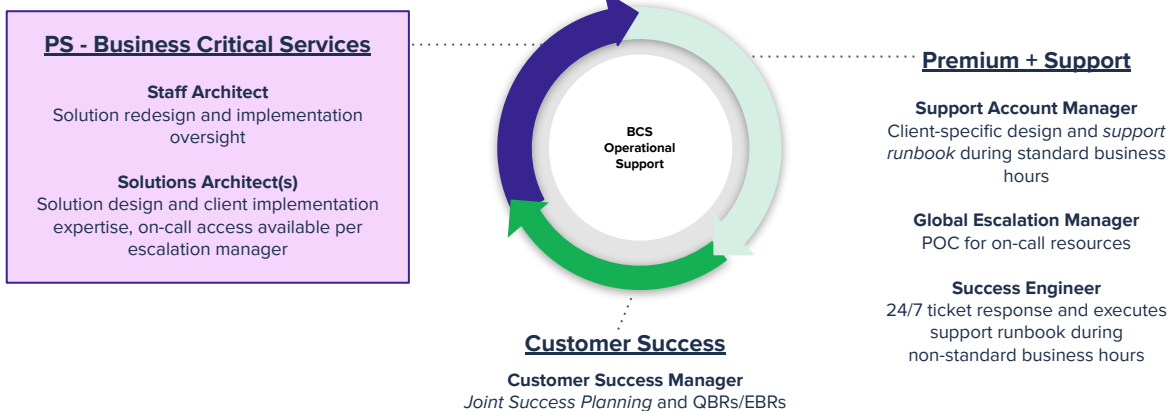 PS - Business Critical Services
Staff Architect
Solution redesign and implementation
oversight
Solutions Architect(s)
Solution design and client implementation
expertise, on-call access available per
escalation manager
BCS
Operational
Support
Premium + Support
Support Account Manager
Client-specific design and support
runbook during standard business
hours
Global Escalation Manager
POC for on-call resources
Success Engineer
24/7 ticket response and executes
support runbook during
non-standard business hours
Customer Success
Customer Success Manager
Joint Success Planning and QBRs/EBRs